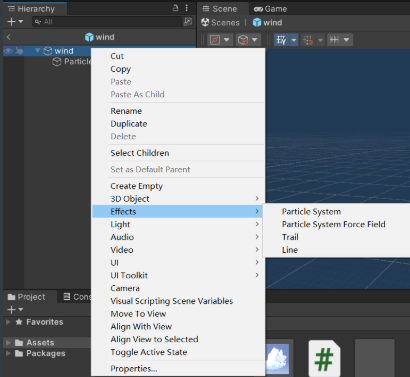 Hierarchy
All
wind
wind
Particle
Cut
Copy
Paste
Paste As Child
Rename
Duplicate
Delete
Select Children
Set as Default Parent
Create Empty
3D Object
Effects
Light
Audio
Video
UI
UI Toolkit
Camera
Visual Scripting Scene Variables
Move To View
Align With View
Align View to Selected
Toggle Active State
Properties...
Particle System
Particle System Force Field
Trail
Line
Scene
Game
Scenes
wind
Project
Cons
Favorites
Assets
Packages
#